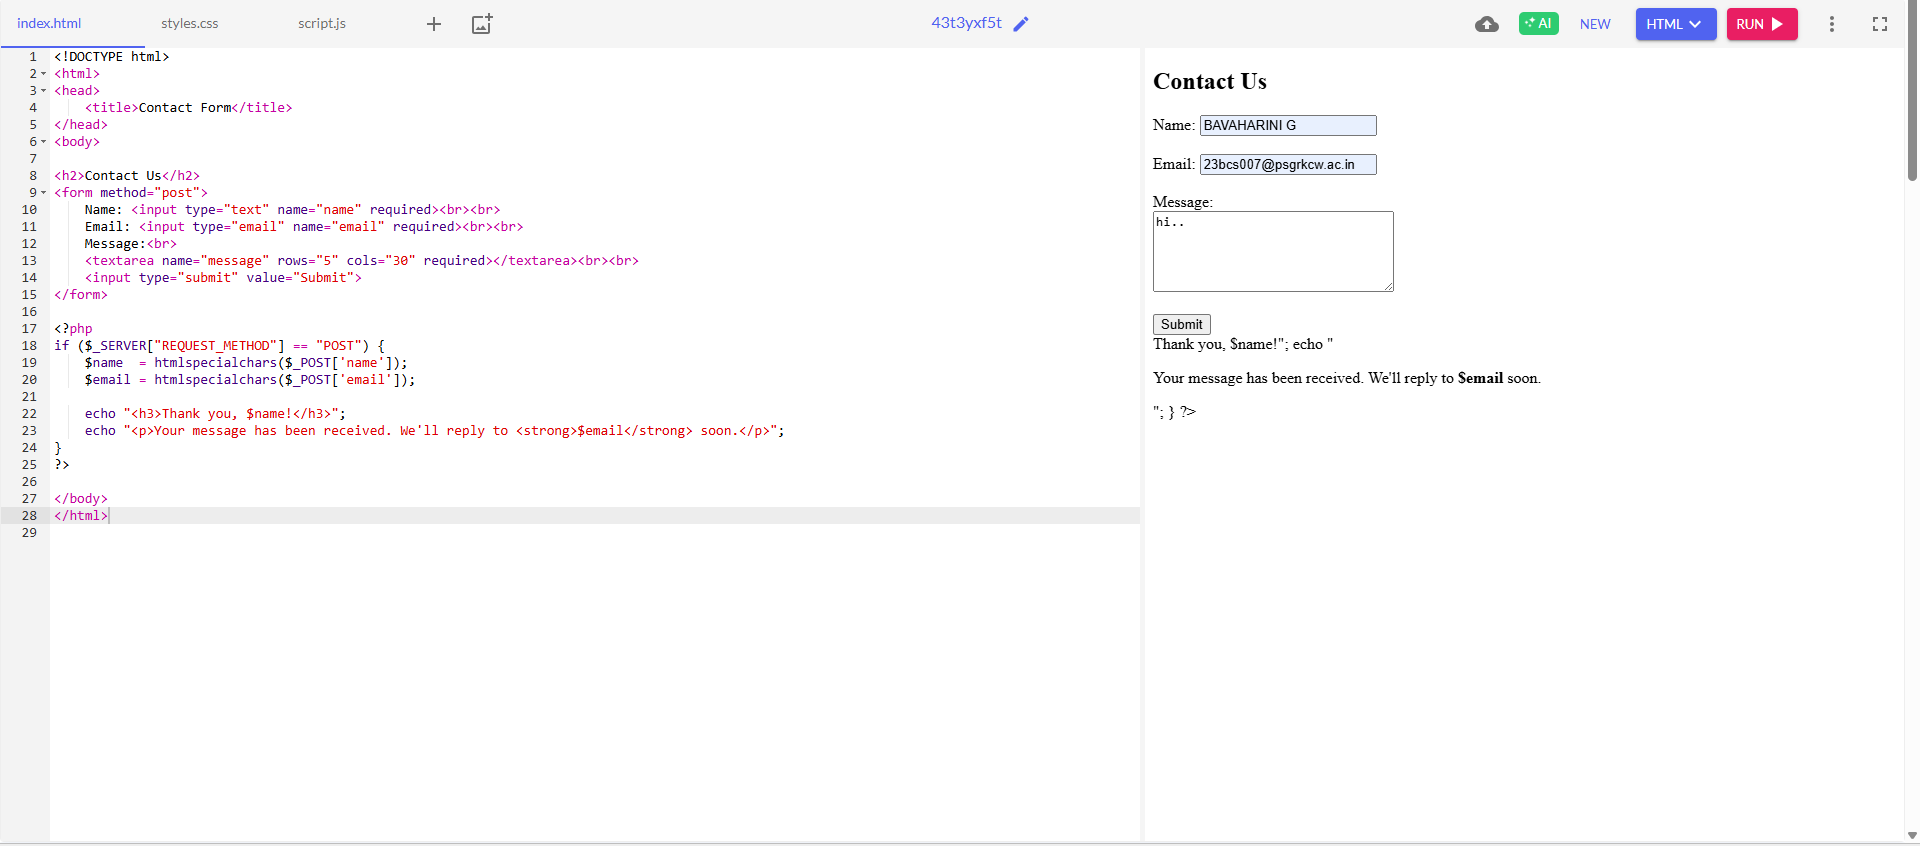 index.html styles.css script.js 43t3yxf5t AI NEW HTML RUN
1 <!DOCTYPE html>
2 <html>
3 <head>
4     <title>Contact Form</title>
5 </head>
6 <body>
7
8 <h2>Contact Us</h2>
9 <form method="post">
10     Name: <input type="text" name="name" required><br><br>
11     Email: <input type="email" name="email" required><br><br>
12     Message:<br>
13     <textarea name="message" rows="5" cols="30" required></textarea><br><br>
14     <input type="submit" value="Submit">
15 </form>
16
17 <?php
18 if ($_SERVER["REQUEST_METHOD"] == "POST") {
19     $name  = htmlspecialchars($_POST['name']);
20     $email = htmlspecialchars($_POST['email']);
21
22     echo "<h3>Thank you, $name!</h3>";
23     echo "<p>Your message has been received. We'll reply to <strong>$email</strong> soon.</p>";
24 }
25 ?>
26
27 </body>
28 </html>
29
Contact Us
Name: BAVAHARINI G
Email: 23bcs007@psgrkcw.ac.in
Message:
hi..
Submit
Thank you, $name!"; echo "
Your message has been received. We'll reply to $email soon.
"; } ?>